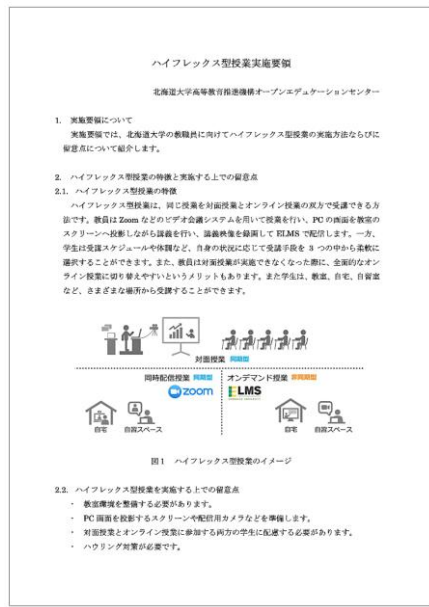 ハイフレックス型授業実施要領
北海道大学高等教育推進機構オープンエデュケーションセンター
1. 実施要領について
実施要領では、北海道大学の教職員に向けてハイフレックス型授業の実施方法ならびに
留意点について紹介します。
2. ハイフレックス型授業の特徴と実施する上での留意点
2.1. ハイフレックス型授業の特徴
ハイフレックス型授業は、同じ授業を対面授業とオンライン授業の双方で受講できる方
法です。教員は Zoom などのビデオ会議システムを用いて授業を行い、PC の画面を教室の
スクリーンへ投影しながら講義を行い、講義映像を録画して ELMS で配信します。一方、
学生は受講スケジュールや体調など、自身の状況に応じて受講手段を 3 つの中から柔軟に
選択することができます。また、教員は対面授業が実施できなくなった際に、全面的なオン
ライン授業に切り替えやすいというメリットもあります。また学生は、教室、自宅、自習室
など、さまざまな場所から受講することができます。
対面授業 同期型
同時配信授業 同期型 オンデマンド授業 非同期型
zoom ELMS
自宅 自習スペース 自宅 自習スペース
図 1 ハイフレックス型授業のイメージ
2.2. ハイフレックス型授業を実施する上での留意点
・ 教室環境を整備する必要があります。
・ PC 画面を投影するスクリーンや配信用カメラなどを準備します。
・ 対面授業とオンライン授業に参加する両方の学生に配慮する必要があります。
・ ハウリング対策が必要です。